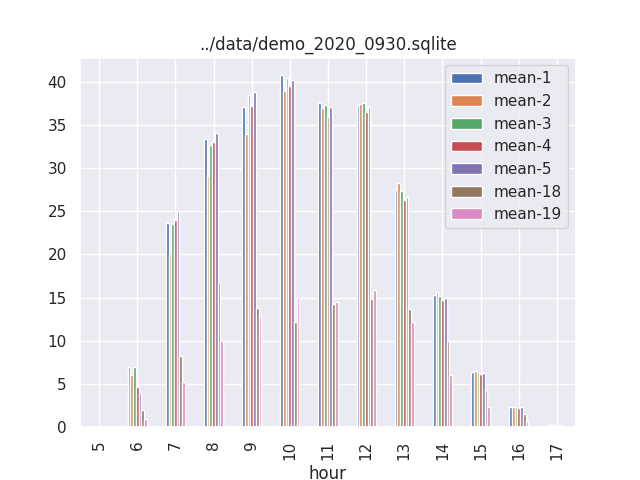 ../data/demo_2020_0930.sqlite
mean-1
mean-2
mean-3
mean-4
mean-5
mean-18
mean-19
40
35
30
25
20
15
10
5
0
5 6 7 8 9 10 11 12 13 14 15 16 17
hour